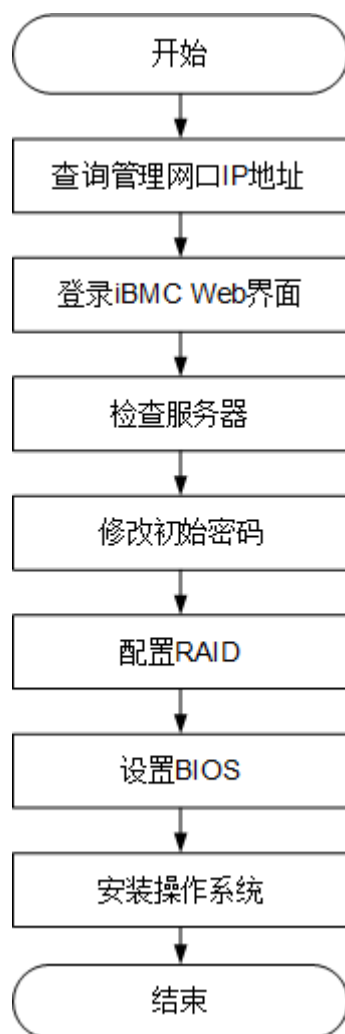 开始
查询管理网口IP地址
登录iBMC Web界面
检查服务器
修改初始密码
配置RAID
设置BIOS
安装操作系统
结束